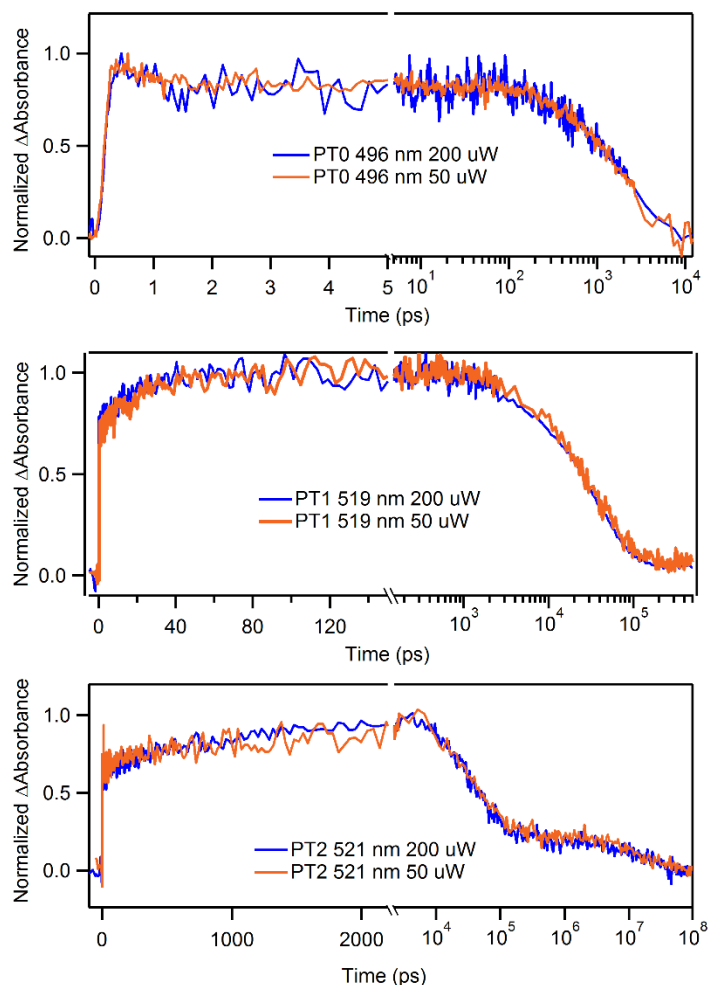 Normalized ΔAbsorbance
1.0
0.5
0.0
PT0 496 nm 200 uW
PT0 496 nm 50 uW
0 1 2 3 4 5 10¹ 10² 10³ 10⁴
Time (ps)
Normalized ΔAbsorbance
1.0
0.5
0.0
PT1 519 nm 200 uW
PT1 519 nm 50 uW
0 40 80 120 10³ 10⁴ 10⁵
Time (ps)
Normalized ΔAbsorbance
1.0
0.5
0.0
PT2 521 nm 200 uW
PT2 521 nm 50 uW
0 1000 2000 10⁴ 10⁵ 10⁶ 10⁷ 10⁸
Time (ps)